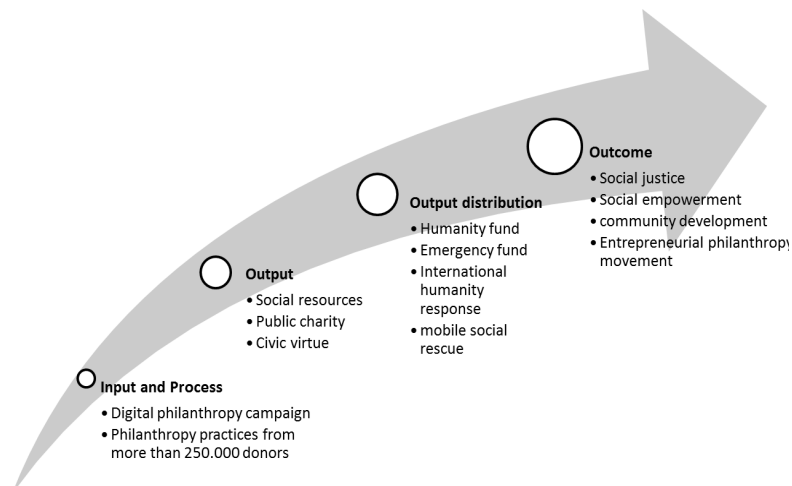 Input and Process
• Digital philanthropy campaign
• Philanthropy practices from
more than 250.000 donors
Output
• Social resources
• Public charity
• Civic virtue
Output distribution
• Humanity fund
• Emergency fund
• International
humanity
response
• mobile social
rescue
Outcome
• Social justice
• Social empowerment
• community development
• Entrepreneurial philanthropy
movement